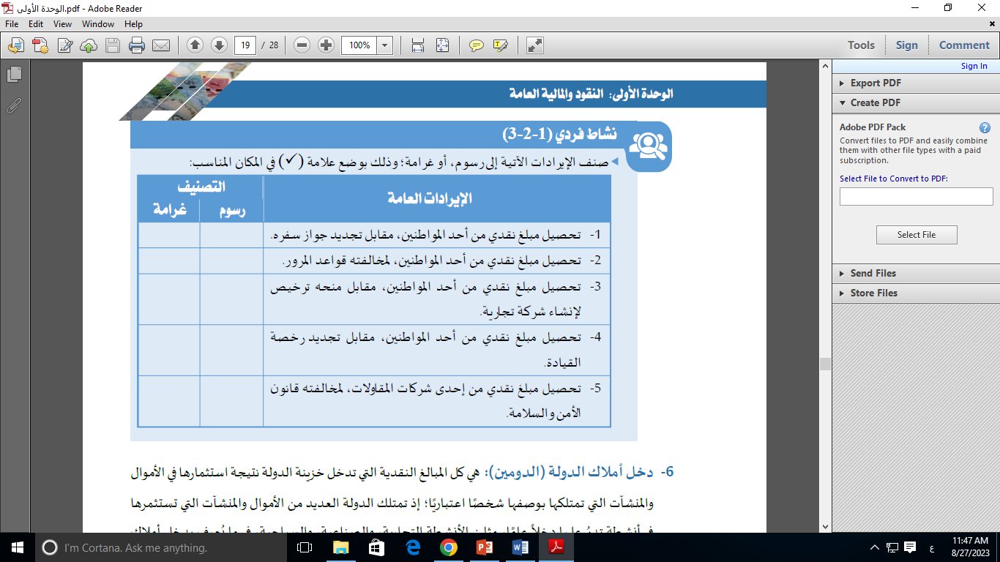 الوحدة الأولى.pdf - Adobe Reader
File Edit View Window Help
19 / 28 100% Tools Sign Comment
Sign In
Export PDF
Create PDF
Adobe PDF Pack
Convert files to PDF and easily combine
them with other file types with a paid
subscription.
Select File to Convert to PDF:
Select File
Send Files
Store Files
الوحدة الأولى: النقود والمالية العامة
نشاط فردي (1-2-3)
صنف الإيرادات الآتية إلى رسوم، أو غرامة؛ وذلك بوضع علامة (✓) في المكان المناسب:
الإيرادات العامة التصنيف
رسوم غرامة
1- تحصيل مبلغ نقدي من أحد المواطنين، مقابل تجديد جواز سفره.
2- تحصيل مبلغ نقدي من أحد المواطنين، لمخالفته قواعد المرور.
3- تحصيل مبلغ نقدي من أحد المواطنين، مقابل منحه ترخيص
لإنشاء شركة تجارية.
4- تحصيل مبلغ نقدي من أحد المواطنين، مقابل تجديد رخصة
القيادة.
5- تحصيل مبلغ نقدي من إحدى شركات المقاولات، لمخالفته قانون
الأمن والسلامة.
6- دخل أملاك الدولة (الدومين): هي كل المبالغ النقدية التي تدخل خزينة الدولة نتيجة استثمارها في الأموال
والمنشآت التي تمتلكها بوصفها شخصًا اعتباريًا؛ إذ تمتلك الدولة العديد من الأموال والمنشآت التي تستثمرها
I'm Cortana. Ask me anything.
ع
11:47 AM
8/27/2023